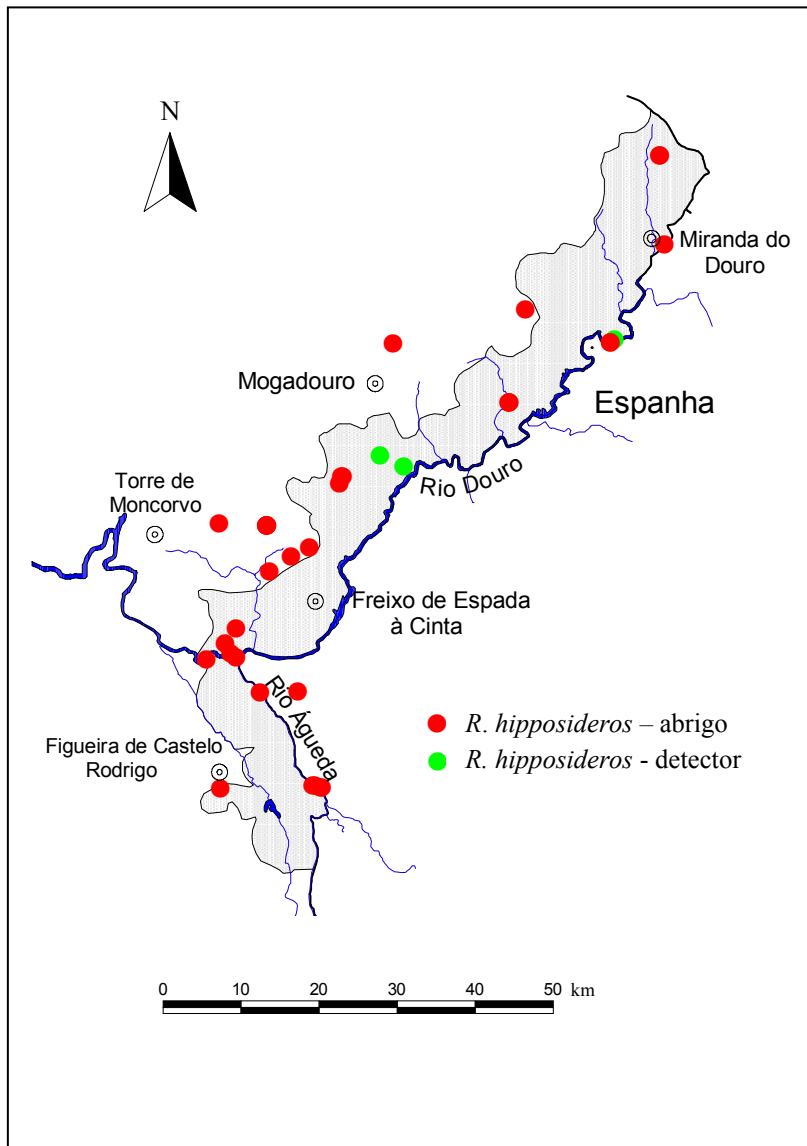 N
Miranda do
Douro
Mogadouro
Espanha
Rio Douro
Torre de
Moncorvo
Freixo de Espada
à Cinta
Rio Águeda
R. hipposideros – abrigo
R. hipposideros - detector
Figueira de Castelo
Rodrigo
0 10 20 30 40 50 km